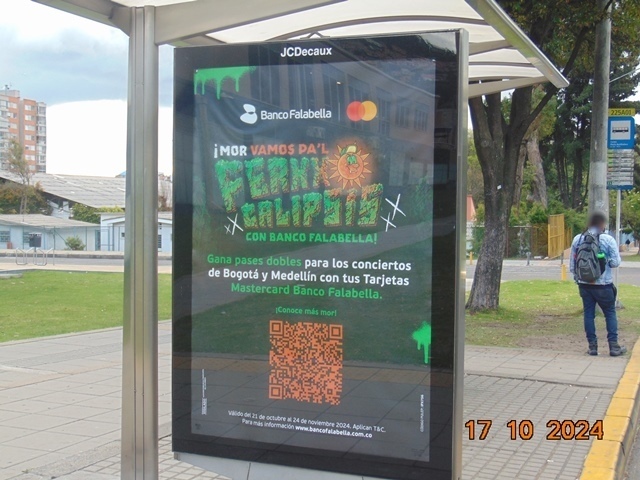 JCDecaux
Banco Falabella
¡MOR VAMOS PA'L
FERXXO
CALIPSIS
CON BANCO FALABELLA!
Gana pases dobles para los conciertos
de Bogotá y Medellín con tus Tarjetas
Mastercard Banco Falabella.
¡Conoce más mor!
Válido del 21 de octubre al 24 de noviembre 2024. Aplican T&C.
Para más información www.bancofalabella.com.co
17 10 2024